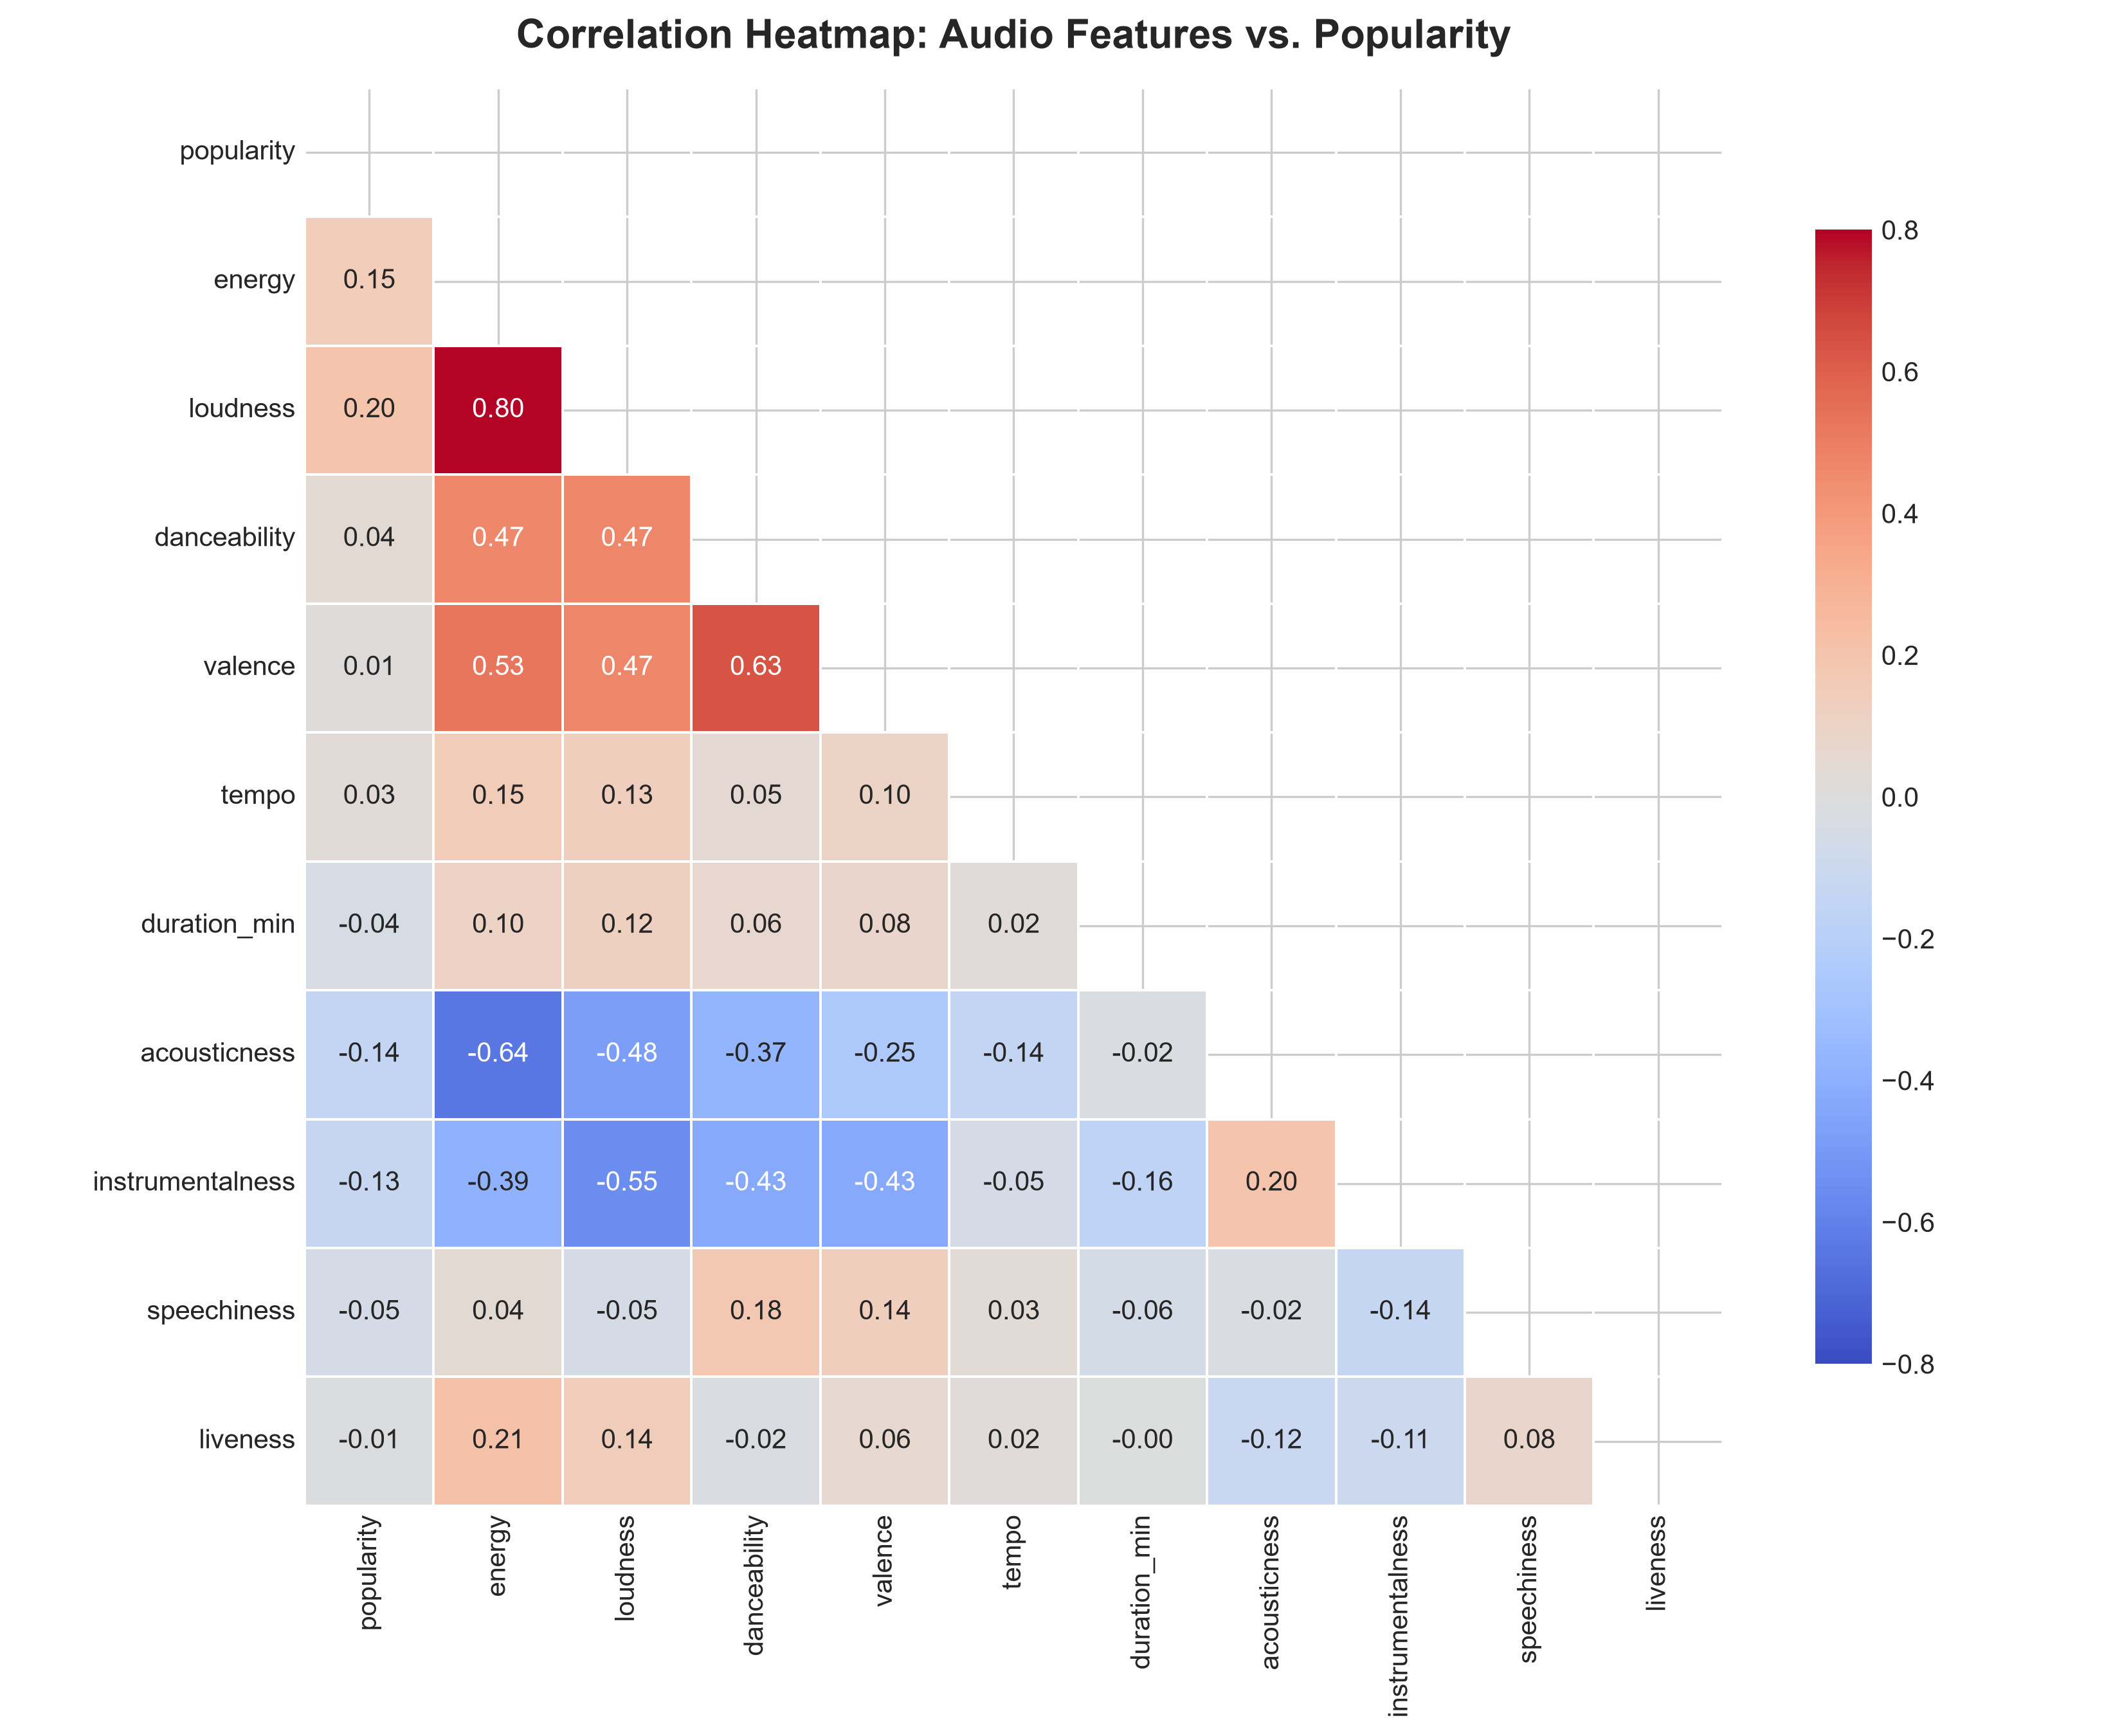 Correlation Heatmap: Audio Features vs. Popularity
popularity
energy 0.15
loudness 0.20 0.80
danceability 0.04 0.47 0.47
valence 0.01 0.53 0.47 0.63
tempo 0.03 0.15 0.13 0.05 0.10
duration_min -0.04 0.10 0.12 0.06 0.08 0.02
acousticness -0.14 -0.64 -0.48 -0.37 -0.25 -0.14 -0.02
instrumentalness -0.13 -0.39 -0.55 -0.43 -0.43 -0.05 -0.16 0.20
speechiness -0.05 0.04 -0.05 0.18 0.14 0.03 -0.06 -0.02 -0.14
liveness -0.01 0.21 0.14 -0.02 0.06 0.02 -0.00 -0.12 -0.11 0.08
popularity
energy
loudness
danceability
valence
tempo
duration_min
acousticness
instrumentalness
speechiness
liveness
0.8
0.6
0.4
0.2
0.0
−0.2
−0.4
−0.6
−0.8